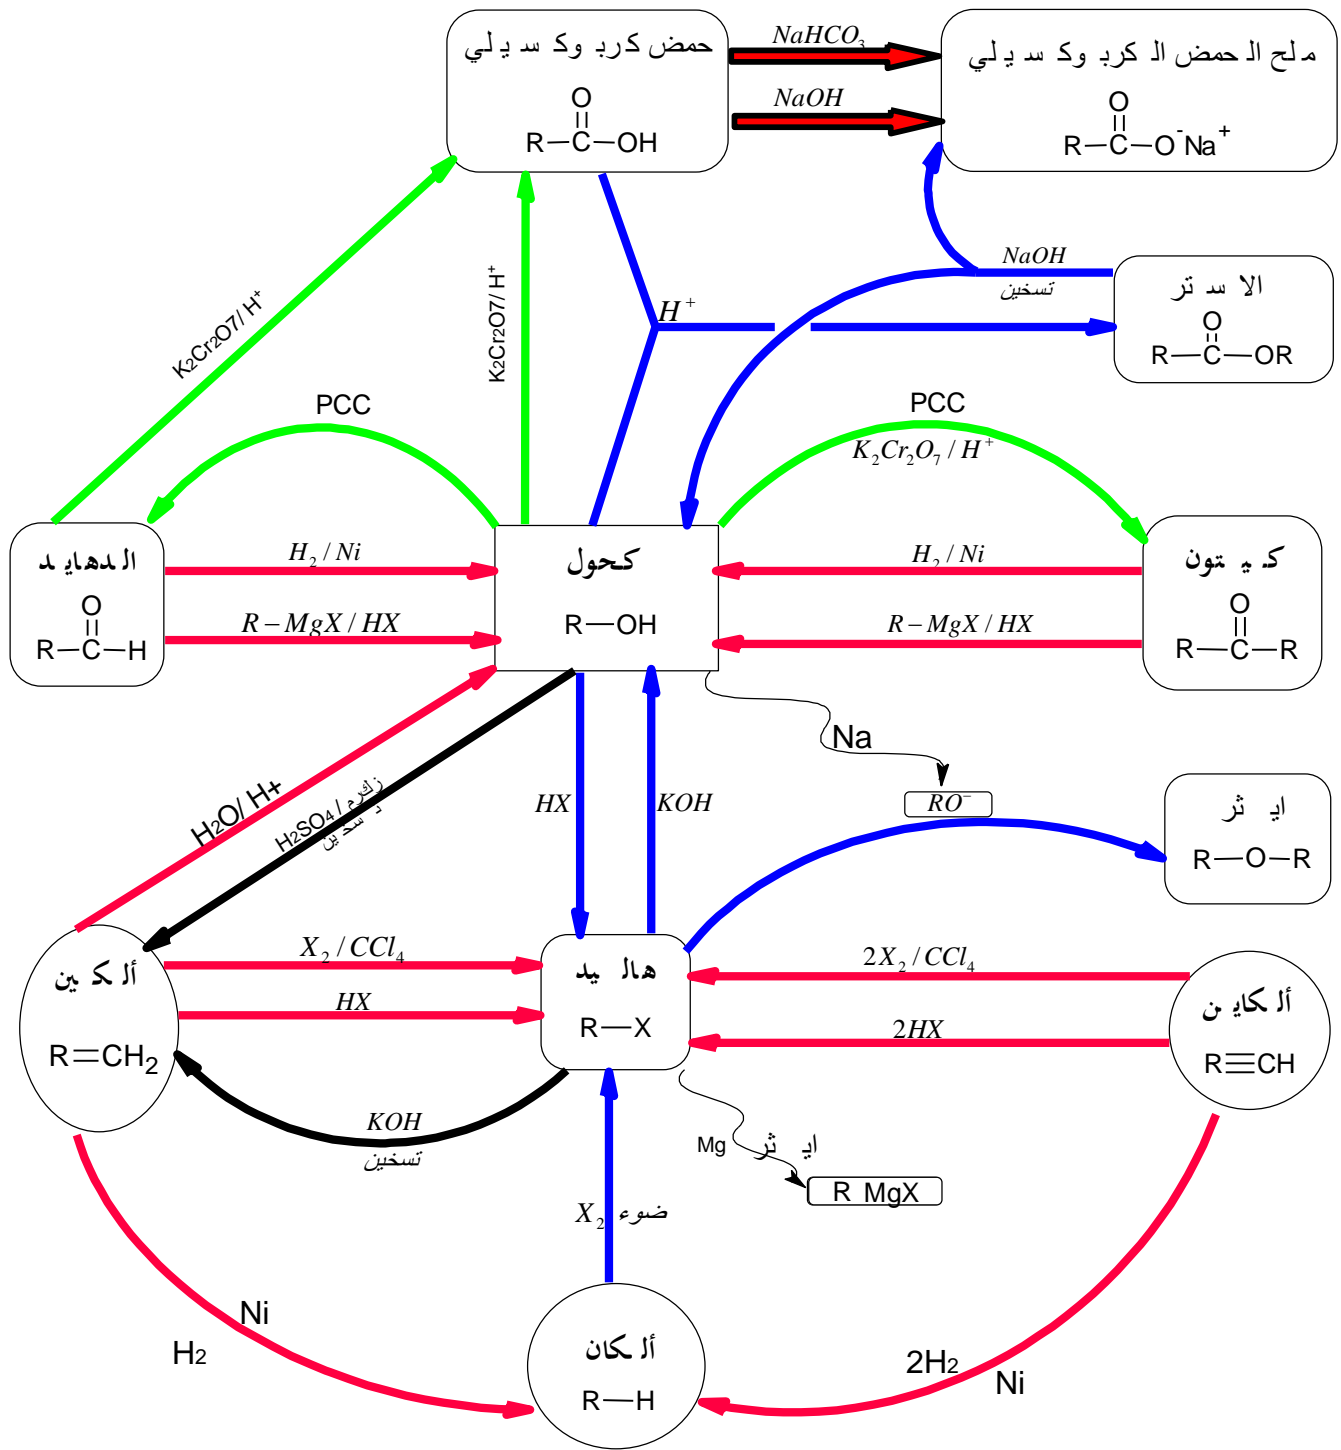 حمض كربوكسيلي
O
R—C—OH
NaHCO₃
NaOH
ملح الحمض الكربوكسيلي
O
R—C—O⁻Na⁺
K₂Cr₂O7/ H⁺
K₂Cr₂O7/ H⁺
H⁺
NaOH
تسخين
الاستر
O
R—C—OR
PCC
PCC
K₂Cr₂O₇ / H⁺
الدهايد
O
R—C—H
H₂ / Ni
R – MgX / HX
كحول
R—OH
H₂ / Ni
R – MgX / HX
كيتون
O
R—C—R
H₂O/ H+
H₂SO₄ / مركز
تسخين
HX
KOH
Na
RO⁻
ايثر
R—O—R
ألكين
R=CH₂
X₂ / CCl₄
HX
هاليد
R—X
2X₂ / CCl₄
2HX
ألكاين
R≡CH
KOH
تسخين
Mg
ايثر
R MgX
X₂ ضوء
Ni
H₂
ألكان
R—H
2H₂
Ni